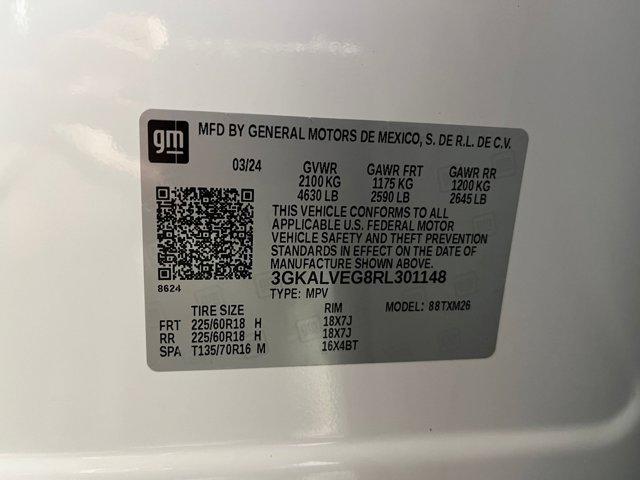 gm
MFD BY GENERAL MOTORS DE MEXICO, S. DE R.L. DE C.V.
03/24 GVWR GAWR FRT GAWR RR
2100 KG 1175 KG 1200 KG
4630 LB 2590 LB 2645 LB
THIS VEHICLE CONFORMS TO ALL
APPLICABLE U.S. FEDERAL MOTOR
VEHICLE SAFETY AND THEFT PREVENTION
STANDARDS IN EFFECT ON THE DATE OF
MANUFACTURE SHOWN ABOVE.
8624
3GKALVEG8RL301148
TYPE: MPV MODEL: 88TXM26
TIRE SIZE RIM
FRT 225/60R18 H 18X7J
RR 225/60R18 H 18X7J
SPA T135/70R16 M 16X4BT